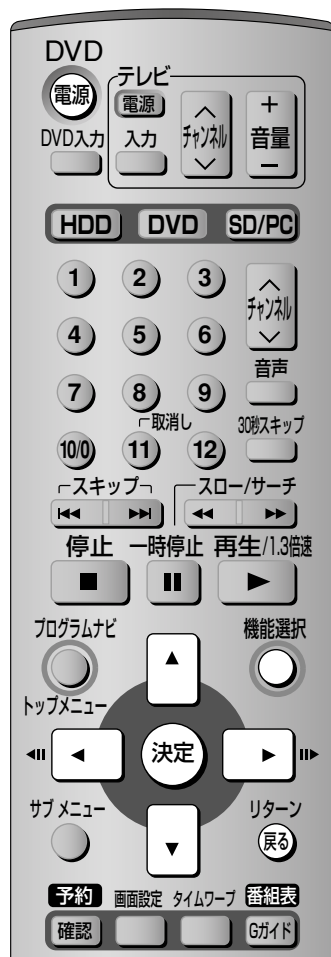 DVD
テレビ
電源
電源
チャンネル
+
音量
−
DVD入力
入力
HDD
DVD
SD/PC
1
2
3
チャンネル
4
5
6
音声
7
8
9
取消し
30秒スキップ
10/0
11
12
スキップ
スロー/サーチ
停止
一時停止
再生/1.3倍速
プログラムナビ
機能選択
トップメニュー
決定
サブ メニュー
リターン
戻る
予約
画面設定
タイムワープ
番組表
確認
Gガイド